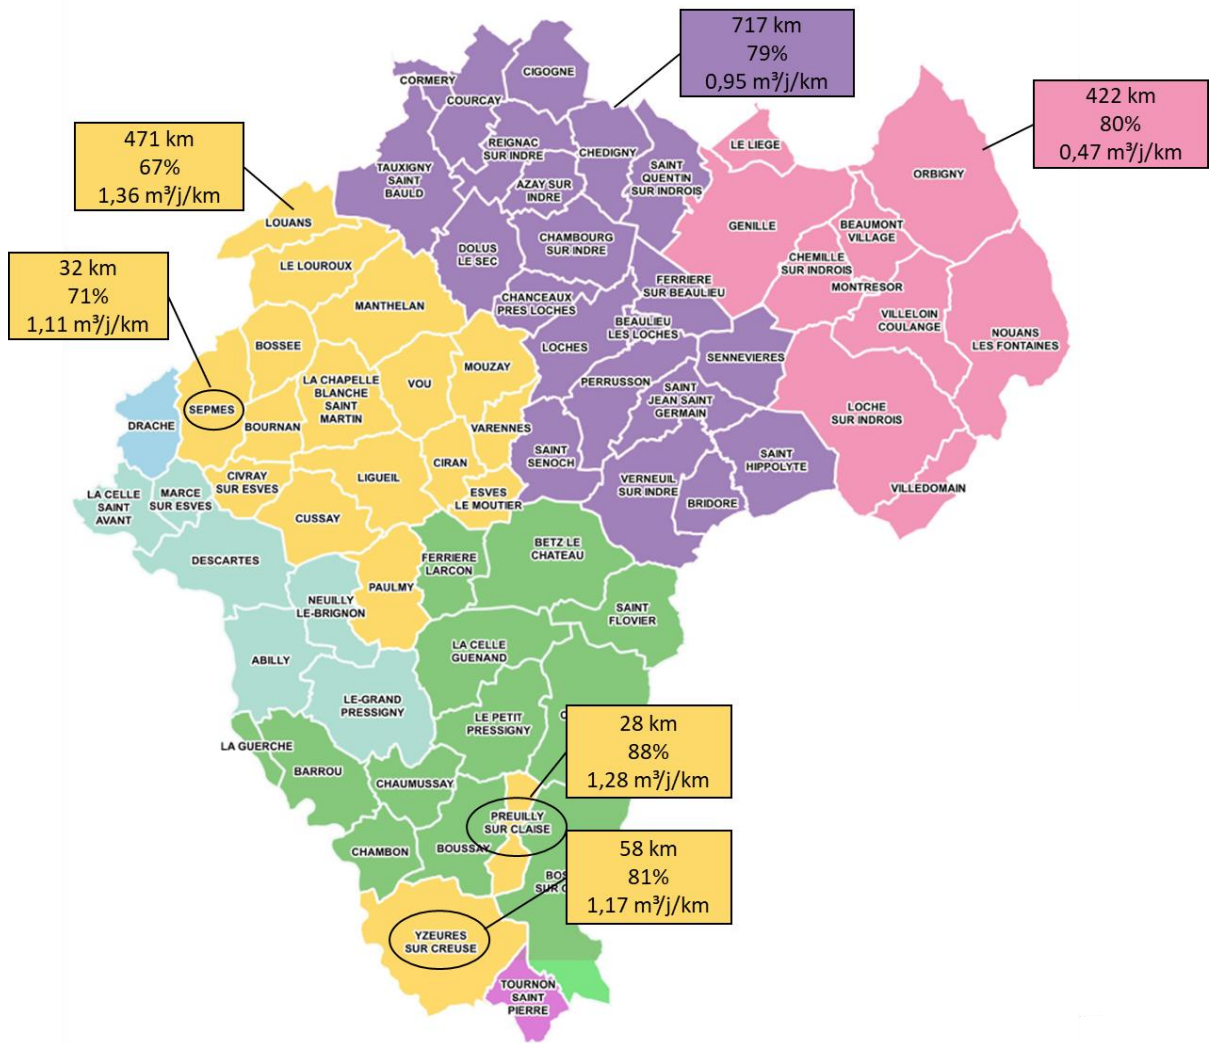 717 km
79%
0,95 m³/j/km
422 km
80%
0,47 m³/j/km
471 km
67%
1,36 m³/j/km
32 km
71%
1,11 m³/j/km
CORMERY
CIGOGNE
COURCAY
REIGNAC
SUR INDRE
CHEDIGNY
TAUXIGNY
SAINT
BAULD
AZAY SUR
INDRE
SAINT
QUENTIN
SUR INDROIS
LE LIEGE
ORBIGNY
LOUANS
DOLUS
LE SEC
CHAMBOURG
SUR INDRE
GENILLE
BEAUMONT
VILLAGE
LE LOUROUX
CHEMILLE
SUR INDROIS
MONTRESOR
FERRIERE
SUR BEAULIEU
MANTHELAN
CHANCEAUX
PRES LOCHES
BEAULIEU
LES LOCHES
VILLELOIN
COULANGE
NOUANS
LES FONTAINES
BOSSEE
LOCHES
SENNEVIERES
MOUZAY
LA CHAPELLE
BLANCHE
SAINT
MARTIN
VOU
PERRUSSON
SAINT
JEAN SAINT
GERMAIN
LOCHE
SUR INDROIS
SEPMES
DRACHE
BOURNAN
VARENNES
SAINT
SENOCH
SAINT
HIPPOLYTE
CIRAN
CIVRAY
SUR ESVES
LIGUEIL
VERNEUIL
SUR INDRE
BRIDORE
VILLEDOMAIN
LA CELLE
SAINT
AVANT
MARCE
SUR ESVES
ESVES
LE MOUTIER
CUSSAY
BETZ LE
CHATEAU
DESCARTES
FERRIERE
LARCON
PAULMY
NEUILLY
LE-BRIGNON
SAINT
FLOVIER
ABILLY
LA CELLE
GUENAND
LE-GRAND
PRESSIGNY
LE PETIT
PRESSIGNY
28 km
88%
1,28 m³/j/km
LA GUERCHE
BARROU
CHAUMUSSAY
PREUILLY
SUR CLAISE
CHAMBON
BOUSSAY
58 km
81%
1,17 m³/j/km
YZEURES
SUR CREUSE
TOURNON
SAINT
PIERRE